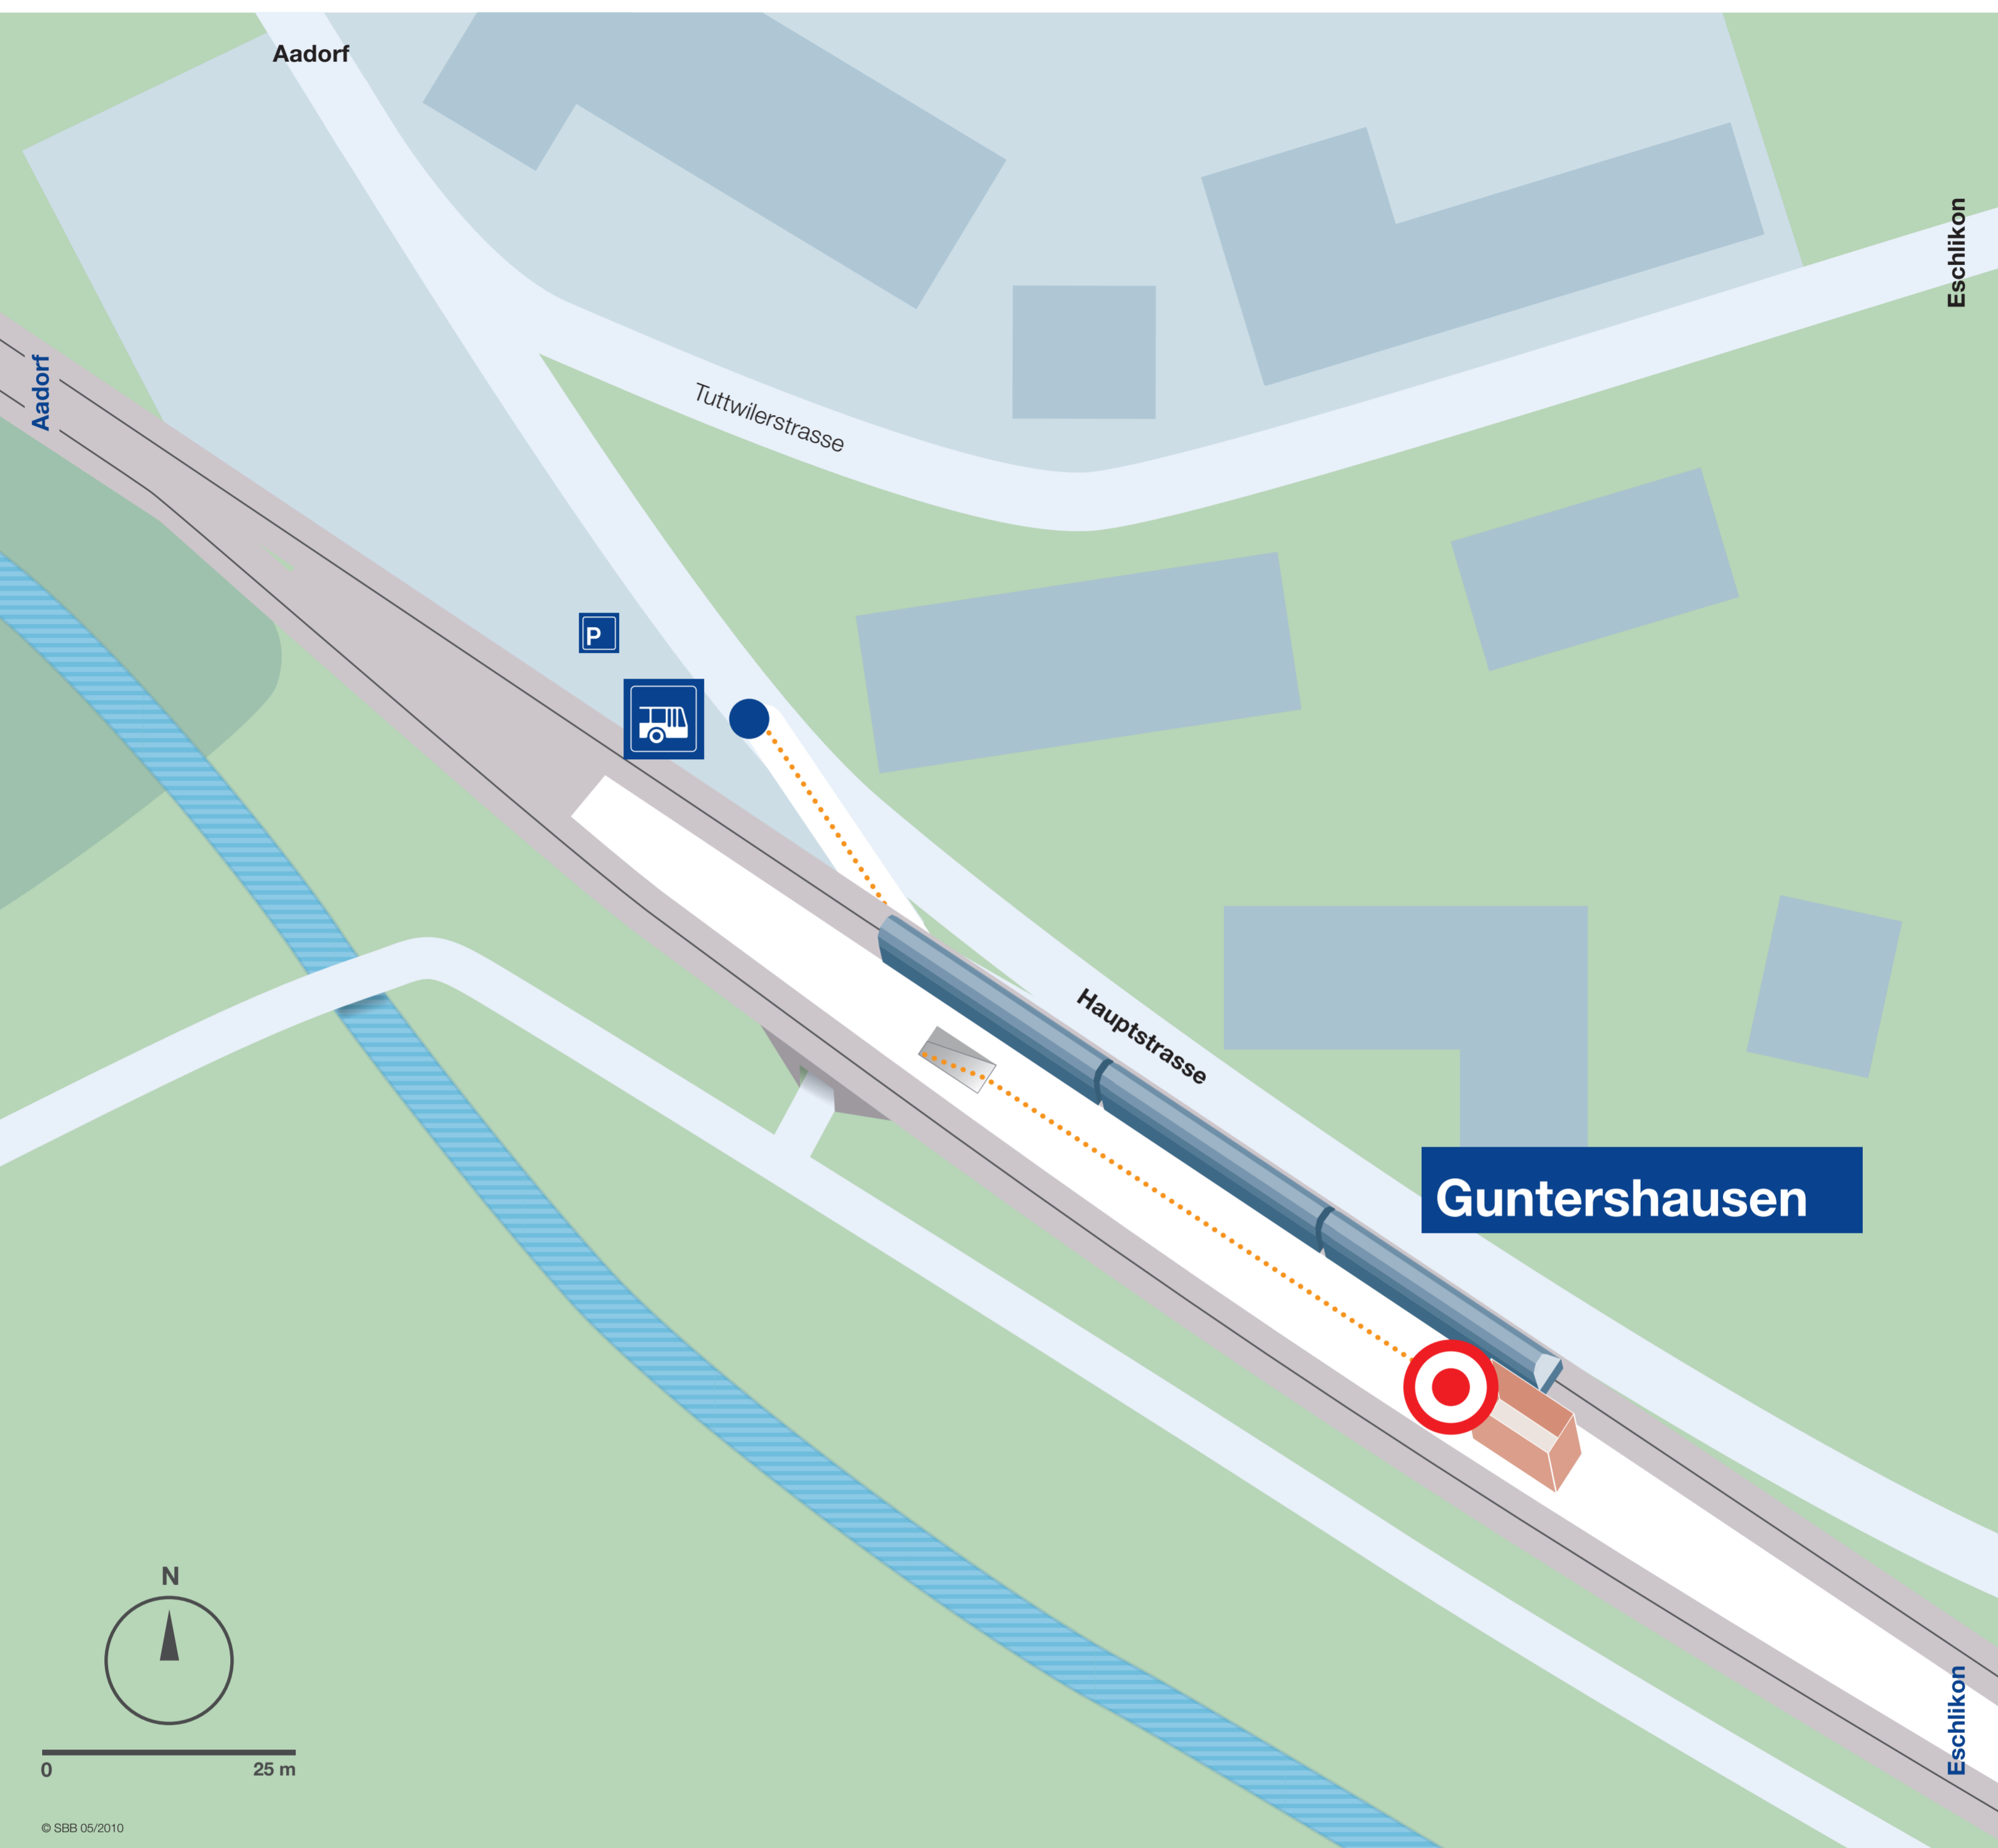 Aadorf
Eschlikon
Aadorf
Tuttwilerstrasse
P
Hauptstrasse
Guntershausen
N
0 25 m
Eschlikon
© SBB 05/2010